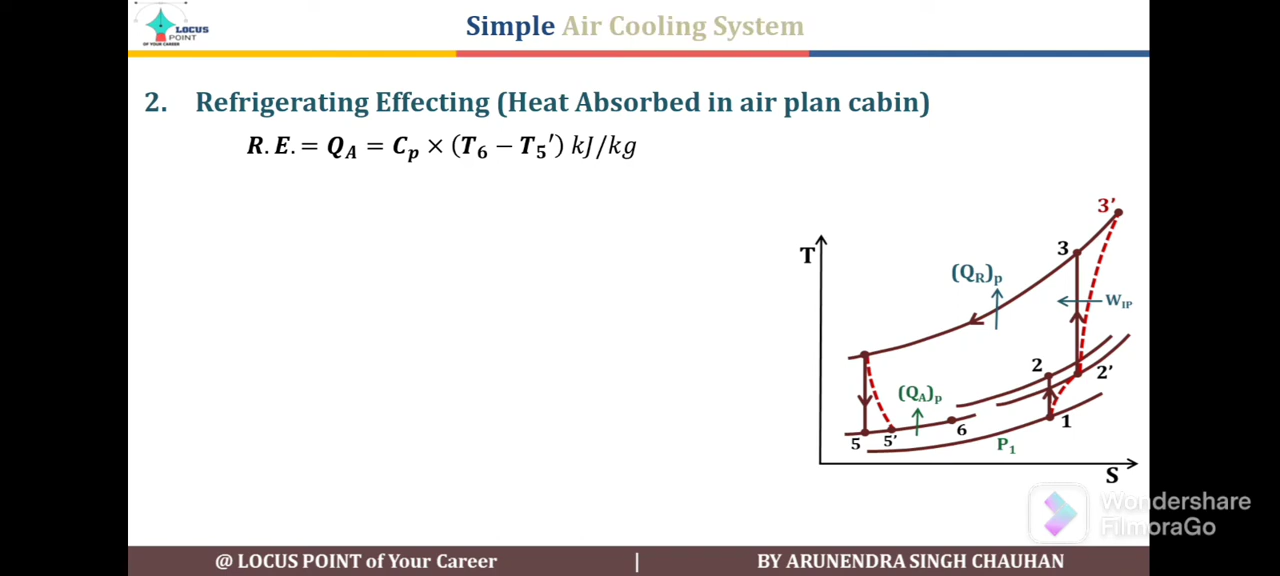 LOCUS
POINT
OF YOUR CAREER
Simple Air Cooling System
2. Refrigerating Effecting (Heat Absorbed in air plan cabin)
R. E. = Q_A = C_p × (T_6 − T_5′) kJ/kg
3′
T
3
(Q_R)_p
W_IP
2
2′
(Q_A)_p
1
5
5′
6
P_1
S
Wondershare
FilmoraGo
@ LOCUS POINT of Your Career | BY ARUNENDRA SINGH CHAUHAN